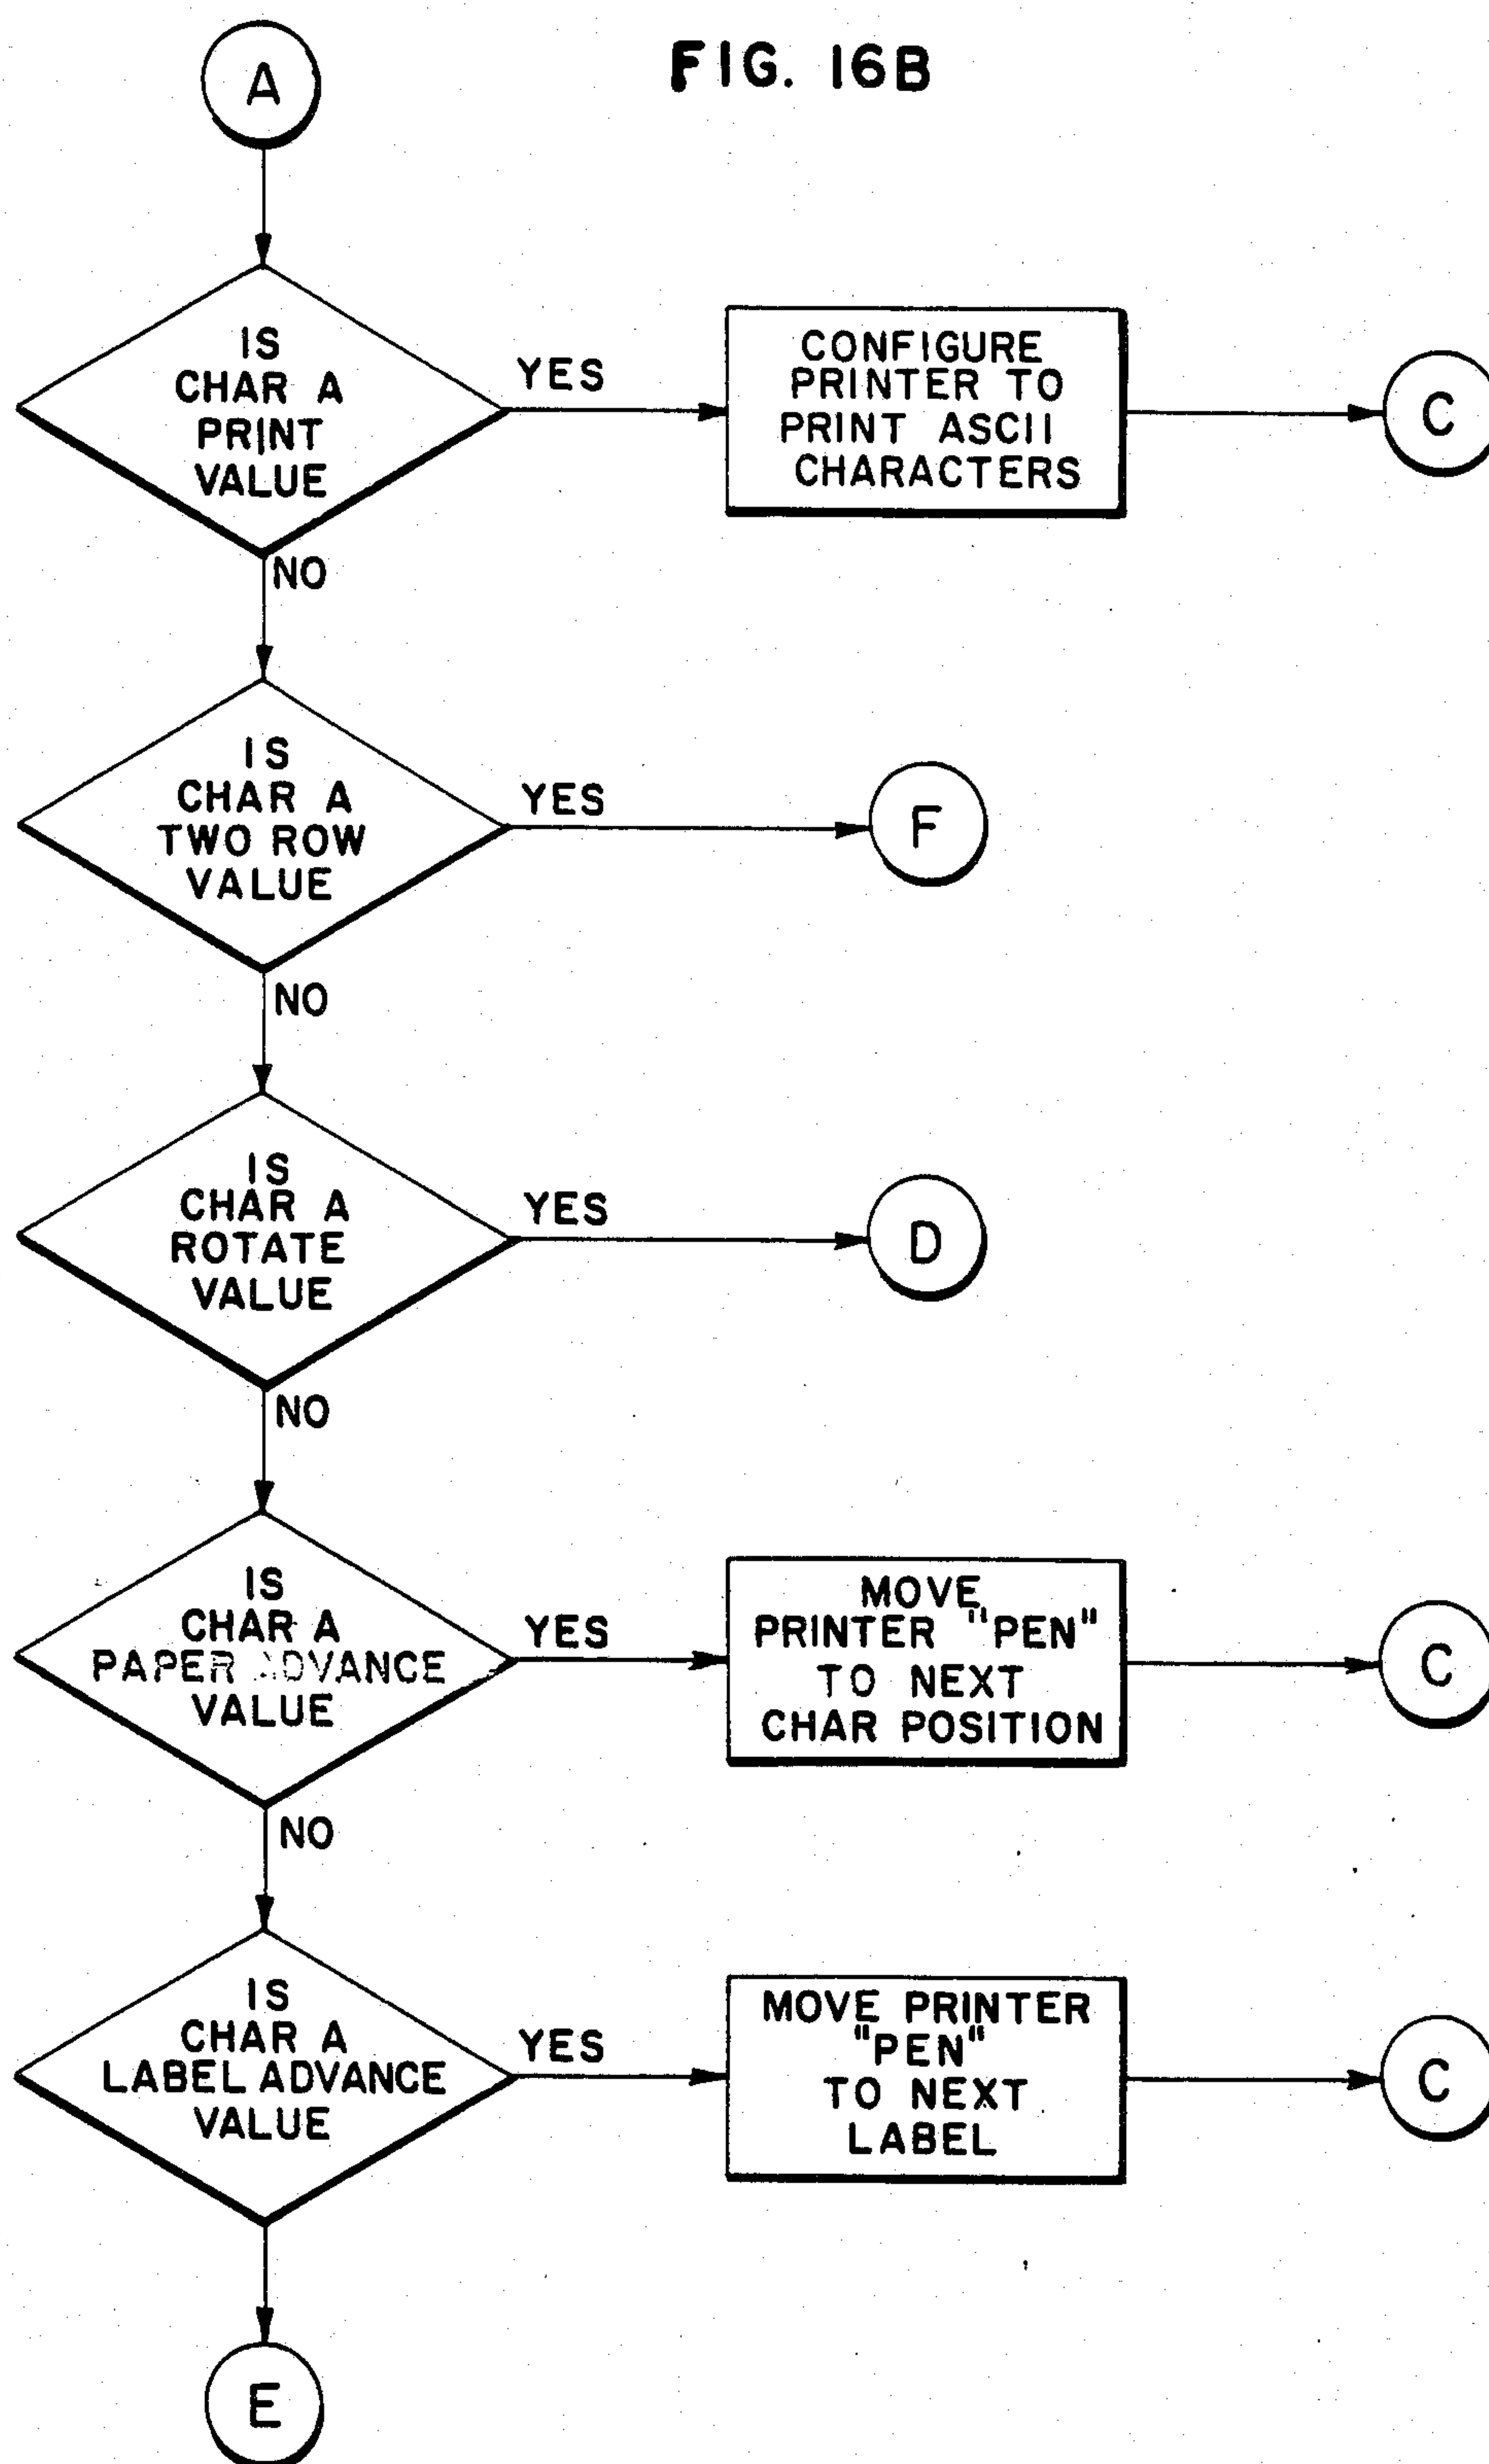 A
FIG. 16B
IS
CHAR A
PRINT
VALUE
YES
CONFIGURE
PRINTER TO
PRINT ASCII
CHARACTERS
C
NO
IS
CHAR A
TWO ROW
VALUE
YES
F
NO
IS
CHAR A
ROTATE
VALUE
YES
D
NO
IS
CHAR A
PAPER ADVANCE
VALUE
YES
MOVE
PRINTER "PEN"
TO NEXT
CHAR POSITION
C
NO
IS
CHAR A
LABEL ADVANCE
VALUE
YES
MOVE PRINTER
"PEN"
TO NEXT
LABEL
C
E